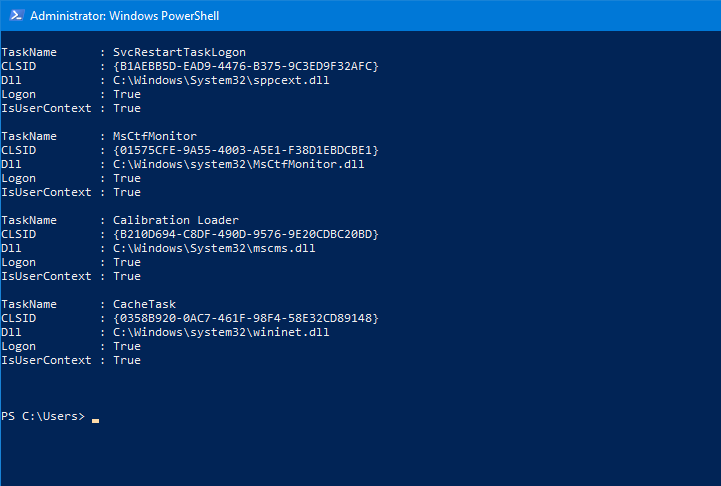 Administrator: Windows PowerShell
TaskName      : SvcRestartTaskLogon
CLSID         : {B1AEBB5D-EAD9-4476-B375-9C3ED9F32AFC}
Dll           : C:\Windows\System32\sppcext.dll
Logon         : True
IsUserContext : True
TaskName      : MsCtfMonitor
CLSID         : {01575CFE-9A55-4003-A5E1-F38D1EBDCBE1}
Dll           : C:\Windows\system32\MsCtfMonitor.dll
Logon         : True
IsUserContext : True
TaskName      : Calibration Loader
CLSID         : {B210D694-C8DF-490D-9576-9E20CDBC20BD}
Dll           : C:\Windows\System32\mscms.dll
Logon         : True
IsUserContext : True
TaskName      : CacheTask
CLSID         : {0358B920-0AC7-461F-98F4-58E32CD89148}
Dll           : C:\Windows\system32\wininet.dll
Logon         : True
IsUserContext : True
PS C:\Users>